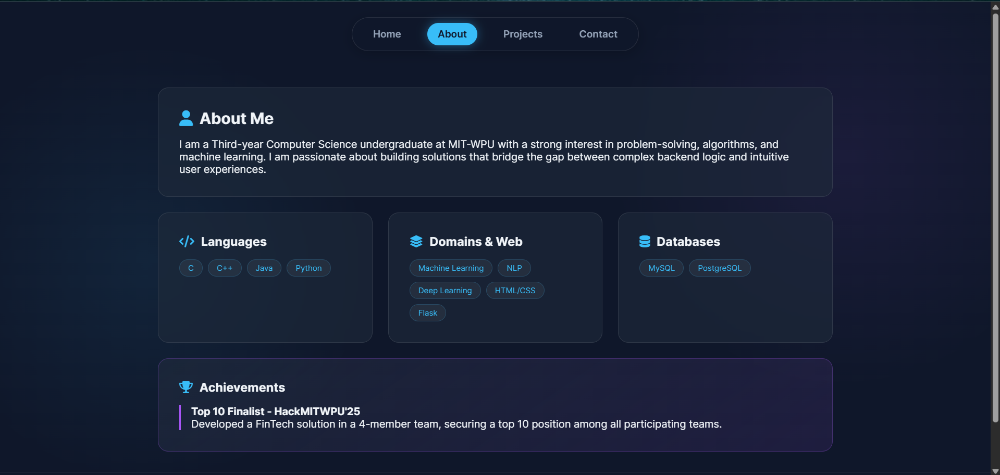 Home About Projects Contact
About Me
I am a Third-year Computer Science undergraduate at MIT-WPU with a strong interest in problem-solving, algorithms, and
machine learning. I am passionate about building solutions that bridge the gap between complex backend logic and intuitive
user experiences.
Languages
C C++ Java Python
Domains & Web
Machine Learning NLP
Deep Learning HTML/CSS
Flask
Databases
MySQL PostgreSQL
Achievements
Top 10 Finalist - HackMITWPU'25
Developed a FinTech solution in a 4-member team, securing a top 10 position among all participating teams.